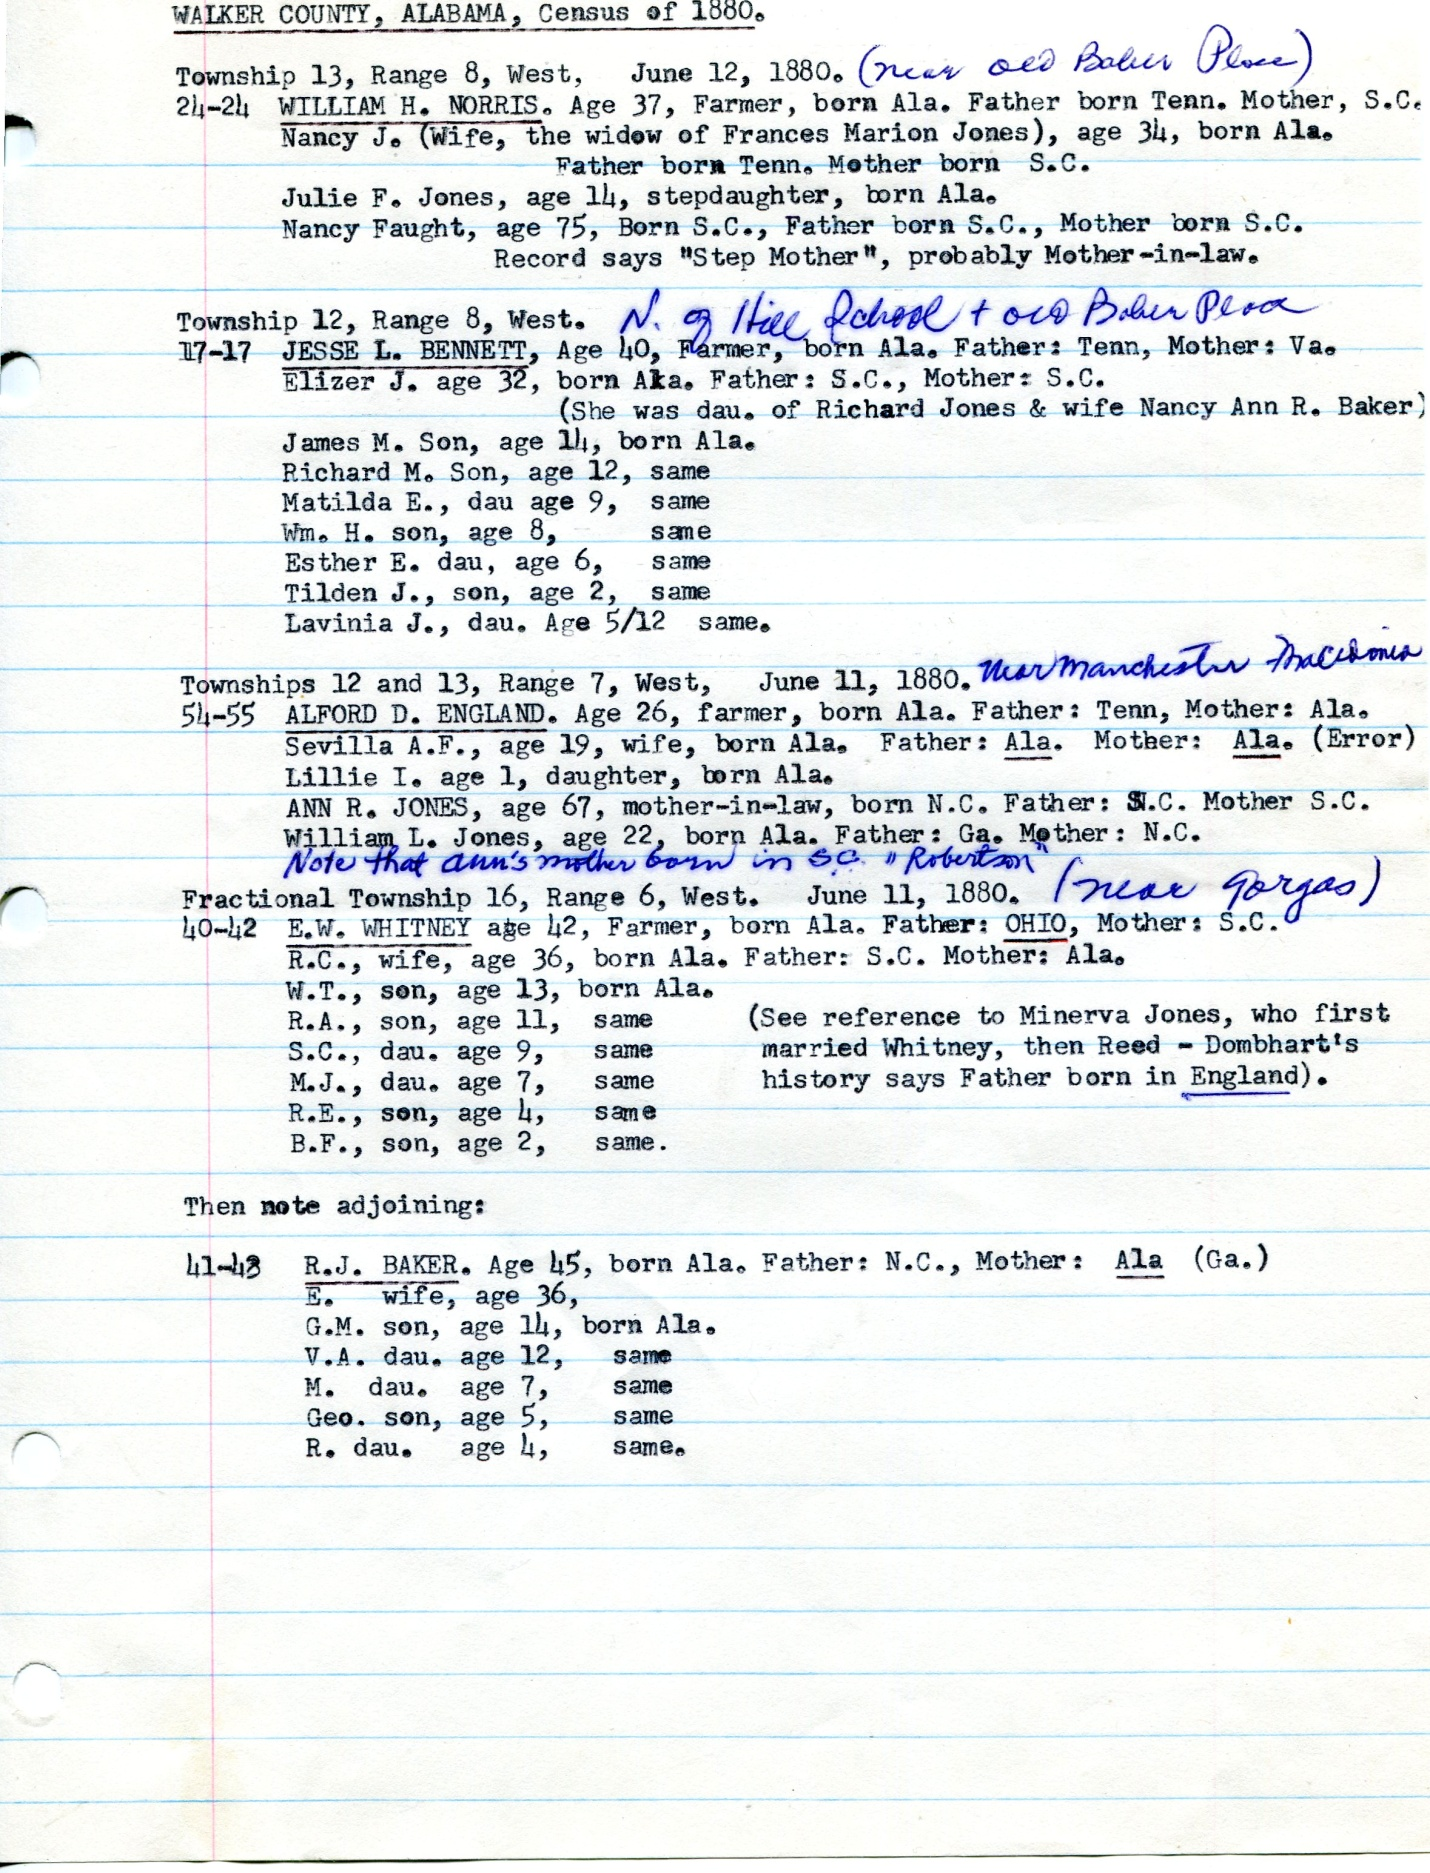 WALKER COUNTY, ALABAMA, Census of 1880.
Township 13, Range 8, West, June 12, 1880. (near old Baker Place)
24-24 WILLIAM H. NORRIS. Age 37, Farmer, born Ala. Father born Tenn. Mother, S.C.
Nancy J. (Wife, the widow of Frances Marion Jones), age 34, born Ala.
Father born Tenn. Mother born S.C.
Julie F. Jones, age 14, stepdaughter, born Ala.
Nancy Faught, age 75, Born S.C., Father born S.C., Mother born S.C.
Record says "Step Mother", probably Mother-in-law.
Township 12, Range 8, West. N. of Hill School + old Baker Place
17-17 JESSE L. BENNETT, Age 40, Farmer, born Ala. Father: Tenn, Mother: Va.
Elizer J. age 32, born Ala. Father: S.C., Mother: S.C.
(She was dau. of Richard Jones & wife Nancy Ann R. Baker)
James M. Son, age 14, born Ala.
Richard M. Son, age 12, same
Matilda E., dau age 9, same
Wm. H. son, age 8, same
Esther E. dau, age 6, same
Tilden J., son, age 2, same
Lavinia J., dau. Age 5/12 same.
Townships 12 and 13, Range 7, West, June 11, 1880. Near Manchester Macedonia
54-55 ALFORD D. ENGLAND. Age 26, farmer, born Ala. Father: Tenn, Mother: Ala.
Sevilla A.F., age 19, wife, born Ala. Father: Ala. Mother: Ala. (Error)
Lillie I. age 1, daughter, born Ala.
ANN R. JONES, age 67, mother-in-law, born N.C. Father: N.C. Mother S.C.
William L. Jones, age 22, born Ala. Father: Ga. Mother: N.C.
Note that Ann's mother born in S.C. "Robertson"
Fractional Township 16, Range 6, West. June 11, 1880. (near Gorgas)
40-42 E.W. WHITNEY age 42, Farmer, born Ala. Father: OHIO, Mother: S.C.
R.C., wife, age 36, born Ala. Father: S.C. Mother: Ala.
W.T., son, age 13, born Ala.
R.A., son, age 11, same (See reference to Minerva Jones, who first
S.C., dau. age 9, same married Whitney, then Reed - Dombhart's
M.J., dau. age 7, same history says Father born in England).
R.E., son, age 4, same
B.F., son, age 2, same.
Then note adjoining:
41-43 R.J. BAKER. Age 45, born Ala. Father: N.C., Mother: Ala (Ga.)
E. wife, age 36,
G.M. son, age 14, born Ala.
V.A. dau. age 12, same
M. dau. age 7, same
Geo. son, age 5, same
R. dau. age 4, same.